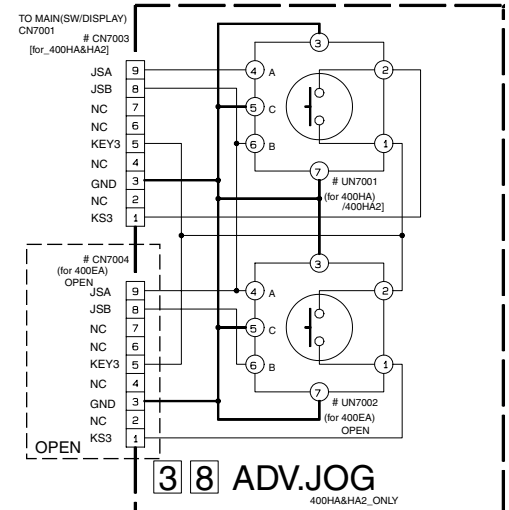 TO MAIN(SW/DISPLAY)
CN7001
# CN7003
[for_400HA&HA2]
JSA 9
JSB 8
NC 7
NC 6
KEY3 5
NC 4
GND 3
NC 2
KS3 1
3
4 A
5 C
6 B
2
1
7
# UN7001
(for 400HA)
/400HA2]
# CN7004
(for 400EA)
OPEN
JSA 9
JSB 8
NC 7
NC 6
KEY3 5
NC 4
GND 3
NC 2
KS3 1
OPEN
3
4 A
5 C
6 B
2
1
7
# UN7002
(for 400EA)
OPEN
3 8 ADV.JOG
400HA&HA2_ONLY